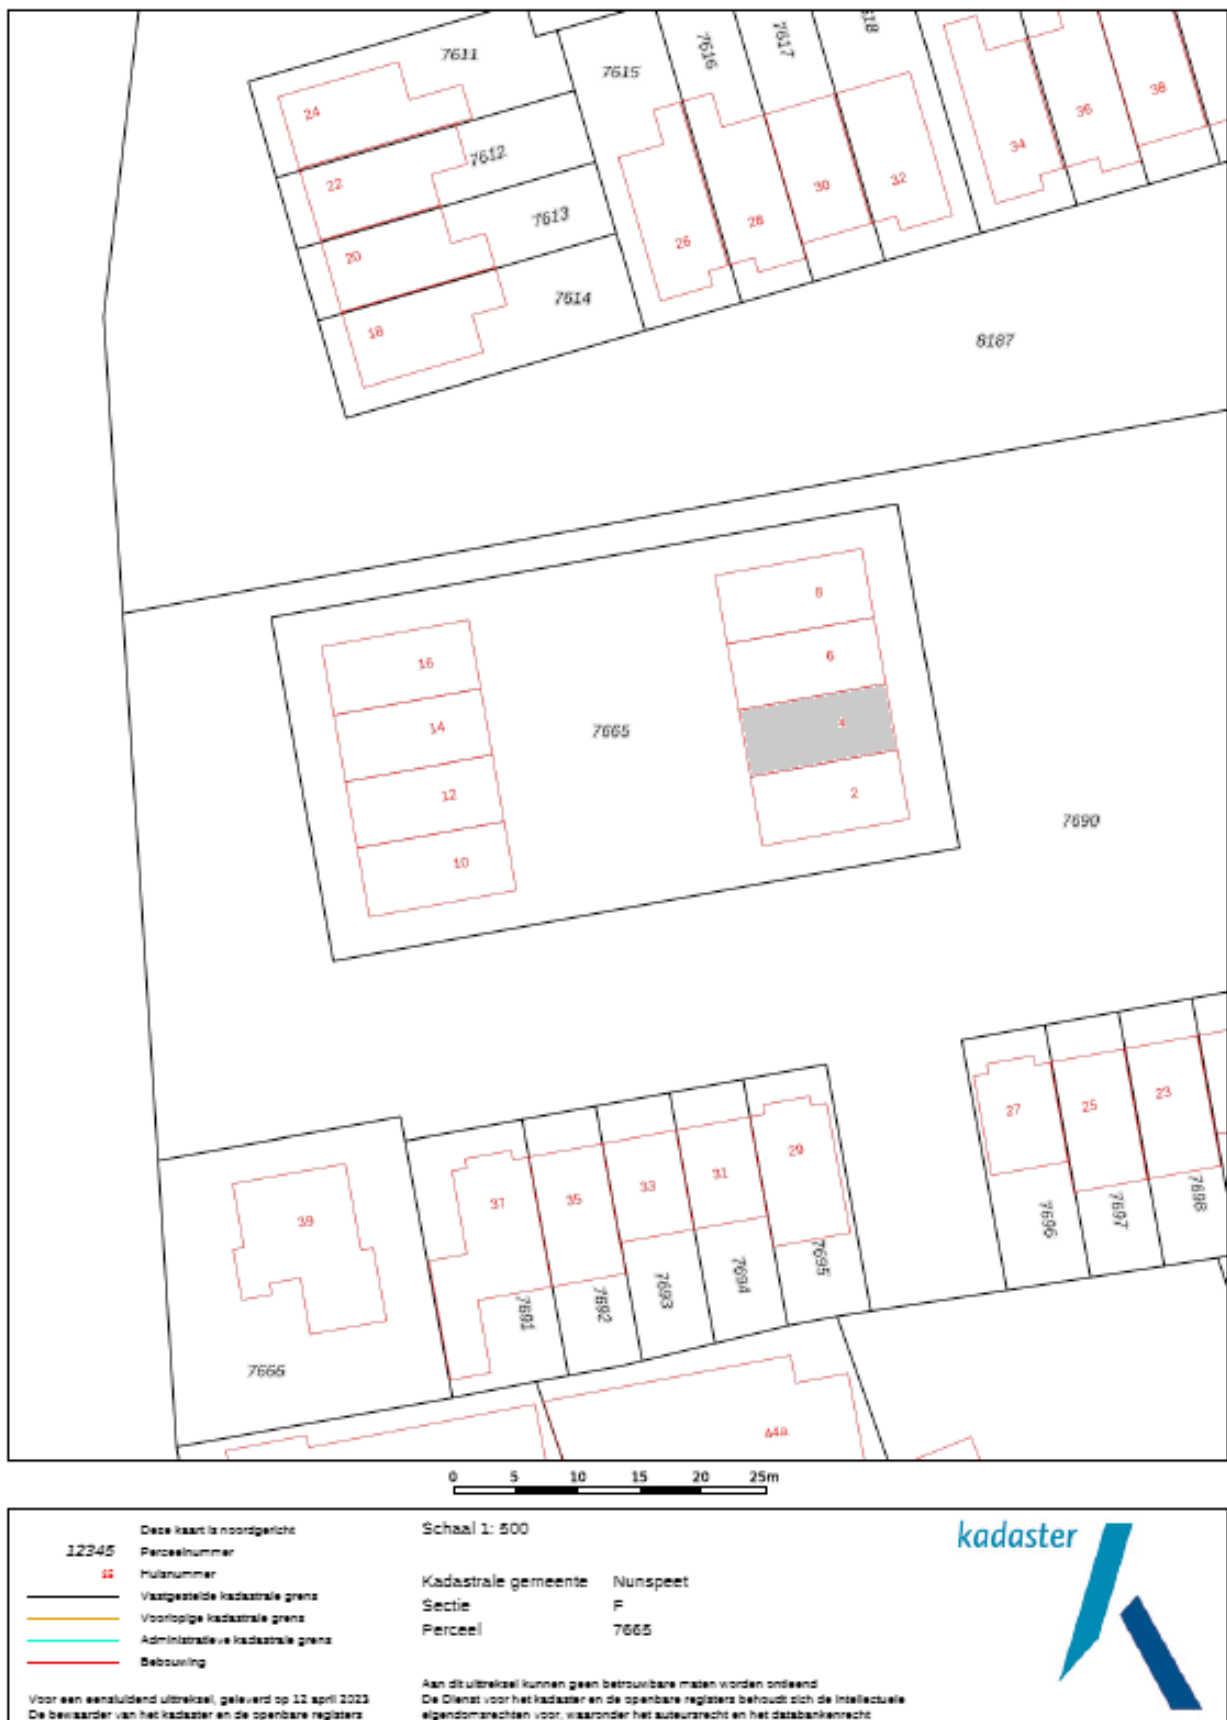 7611
7615
7616
7617
24
7612
22
7613
20
7614
18
26
28
30
32
34
36
38
8187
8
6
4
2
16
14
12
10
7665
7690
39
37
35
33
31
29
27
25
23
7691
7692
7693
7694
7695
7696
7697
7698
7666
44a
0 5 10 15 20 25m
Deze kaart is noordgericht
12345 Perceelnummer
Huisnummer
Vastgestelde kadastrale grens
Voorlopige kadastrale grens
Administratieve kadastrale grens
Bebouwing
Voor een eensluidend uittreksel, geleverd op 12 april 2023
De bewaarder van het kadaster en de openbare registers
Schaal 1: 500
Kadastrale gemeente Nunspeet
Sectie F
Perceel 7665
Aan dit uittreksel kunnen geen betrouwbare maten worden ontleend
De Dienst voor het kadaster en de openbare registers behoudt zich de intellectuele
eigendomsrechten voor, waaronder het auteursrecht en het databankenrecht
kadaster